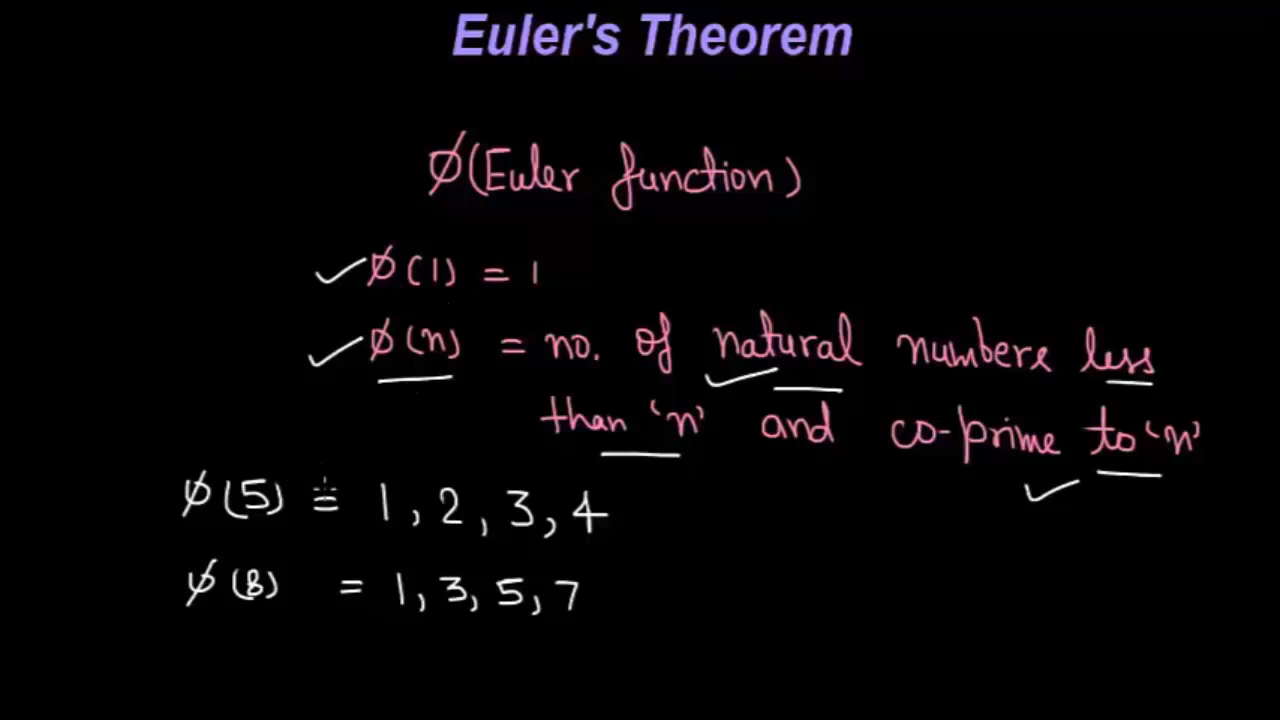 Euler's Theorem
ø(Euler function)
ø(1) = 1
ø(n) = no. of natural numbers less
than 'n' and co-prime to 'n'
ø(5) = 1, 2, 3, 4
ø(8) = 1, 3, 5, 7